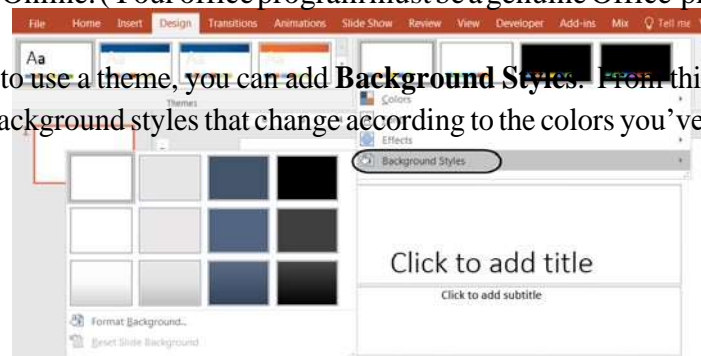 Online. (Your office program must be a genuine Office
File Home Insert Design Transitions Animations Slide Show Review View Developer Add-ins Mix Tell me
Aa
to use a theme, you can add Background Styles. From thi
Themes
Colors
ackground styles that change according to the colors you've
Effects
Background Styles
Click to add title
Click to add subtitle
Format Background...
Reset Slide Background